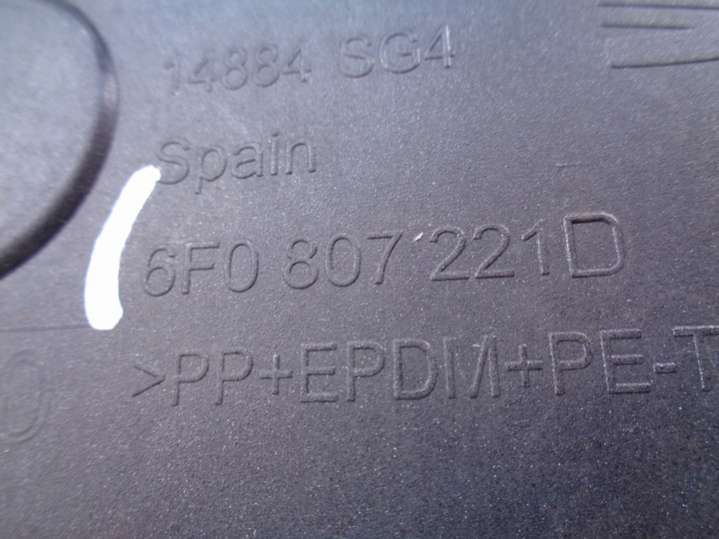 14884 SG4
Spain
6F0 807 221D
>PP+EPDM+PE-T